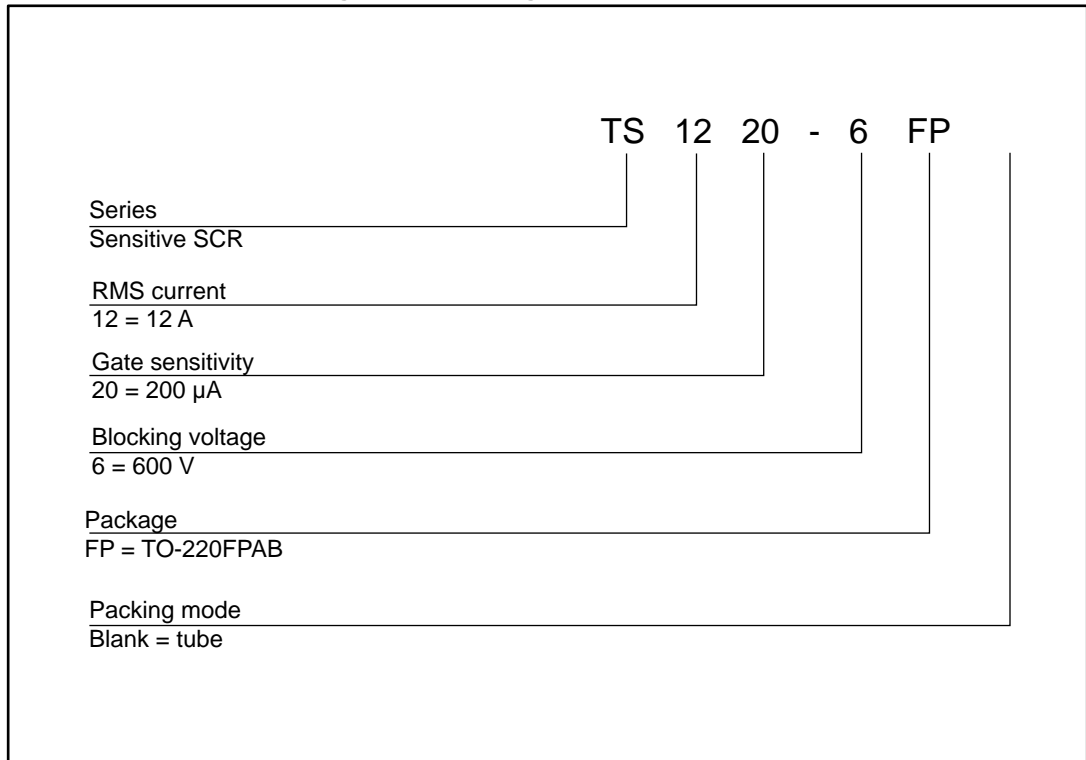 TS 12 20 - 6 FP
Series
Sensitive SCR
RMS current
12 = 12 A
Gate sensitivity
20 = 200 µA
Blocking voltage
6 = 600 V
Package
FP = TO-220FPAB
Packing mode
Blank = tube